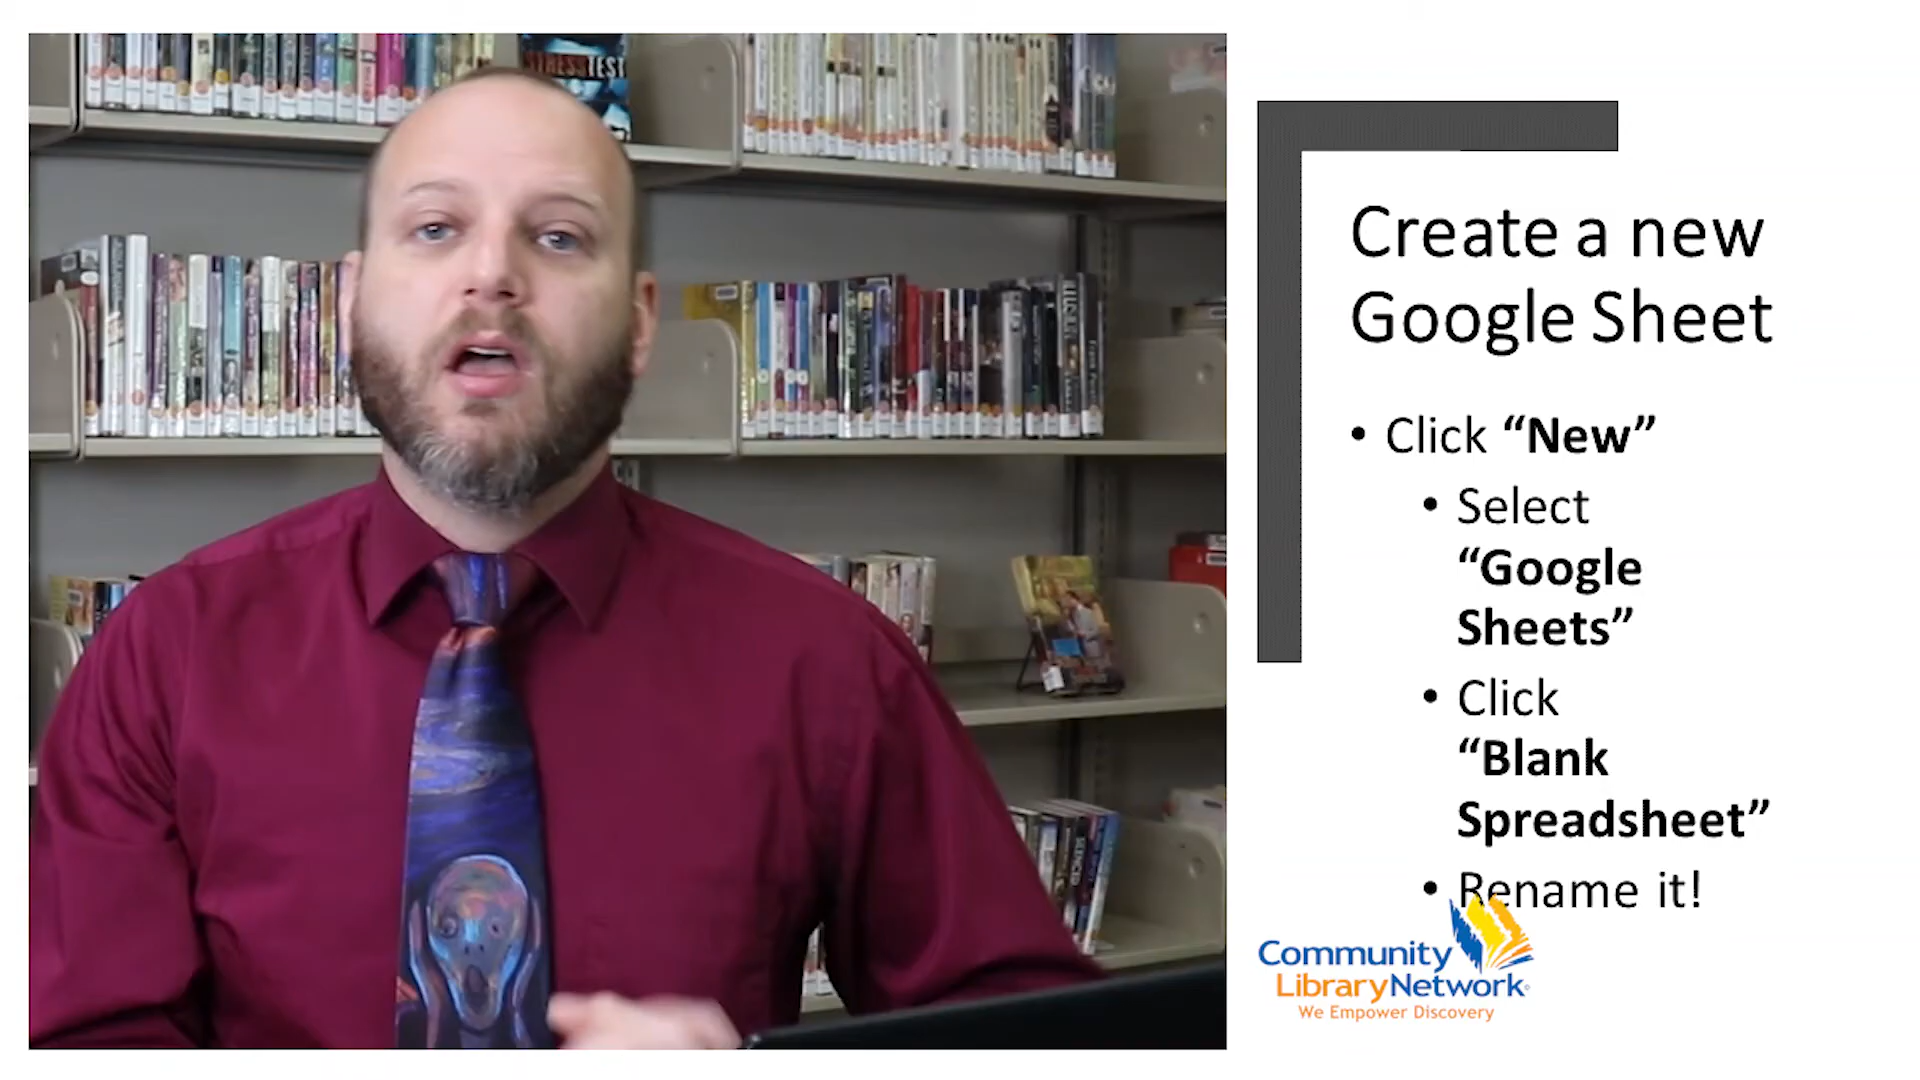 STRESS TEST
Create a new
Google Sheet
• Click “New”
• Select
“Google
Sheets”
• Click
“Blank
Spreadsheet”
• Rename it!
Community
LibraryNetwork
We Empower Discovery